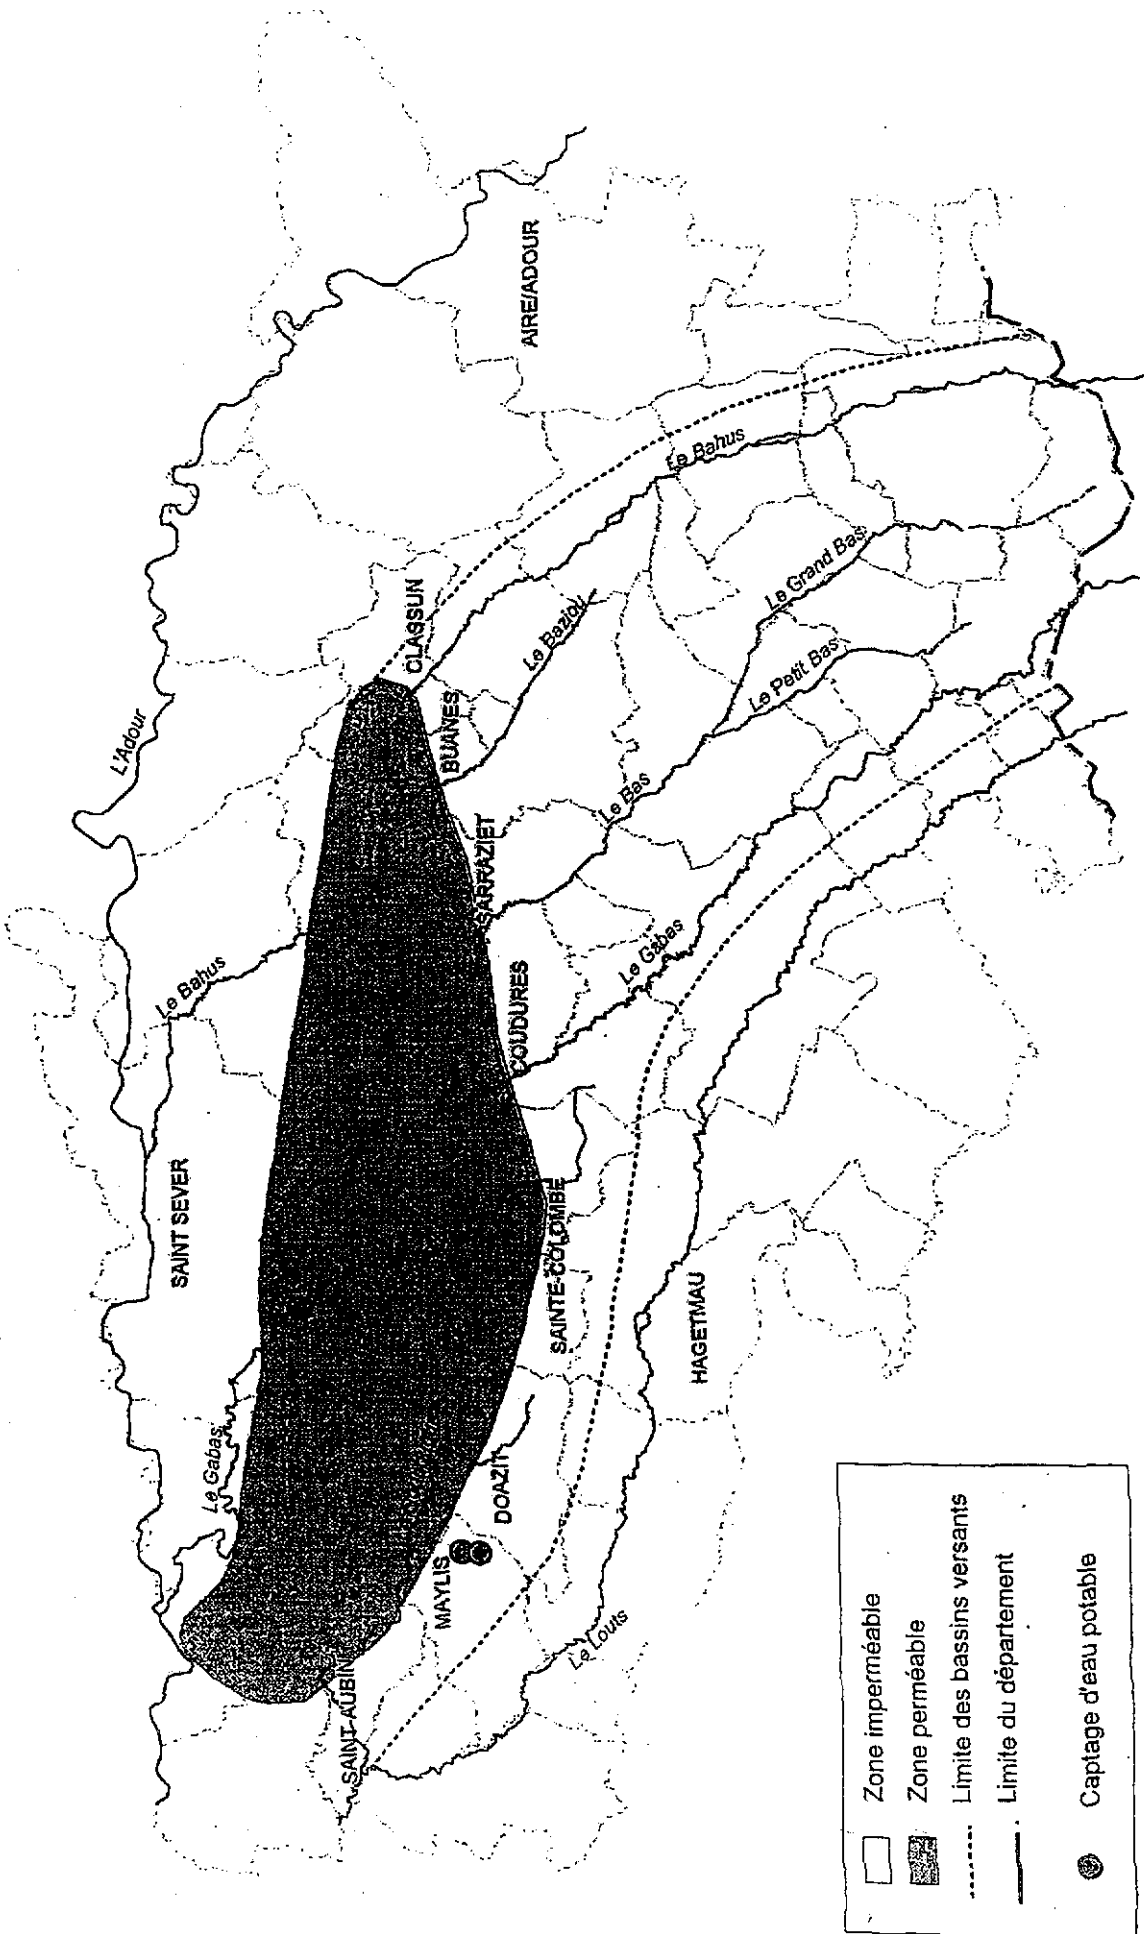 L'Adour
AIRE/ADOUR
Le Bahus
CLASSUN
Le Baziou
Le Grand Bas
BUANES
Le Petit Bas
SARRAZIET
Le Bas
Le Bahus
COUDURES
Le Gabas
SAINT SEVER
SAINTE-COLOMBE
HAGETMAU
Le Gabas
DOAZIT
MAYLIS
Le Louts
SAINT-AUBIN
Zone imperméable
Zone perméable
Limite des bassins versants
Limite du département
Captage d'eau potable